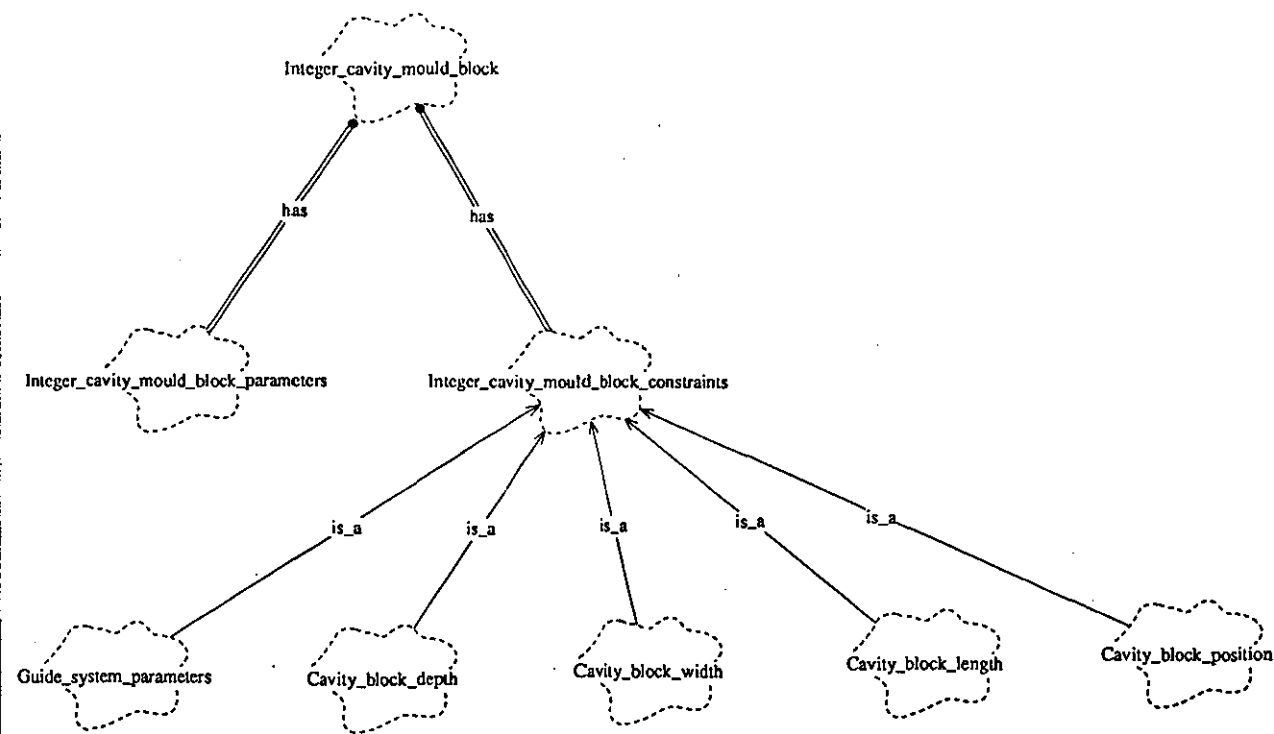 Integer_cavity_mould_block
has
has
Integer_cavity_mould_block_parameters
Integer_cavity_mould_block_constraints
is_a
is_a
is_a
is_a
is_a
Guide_system_parameters
Cavity_block_depth
Cavity_block_width
Cavity_block_length
Cavity_block_position